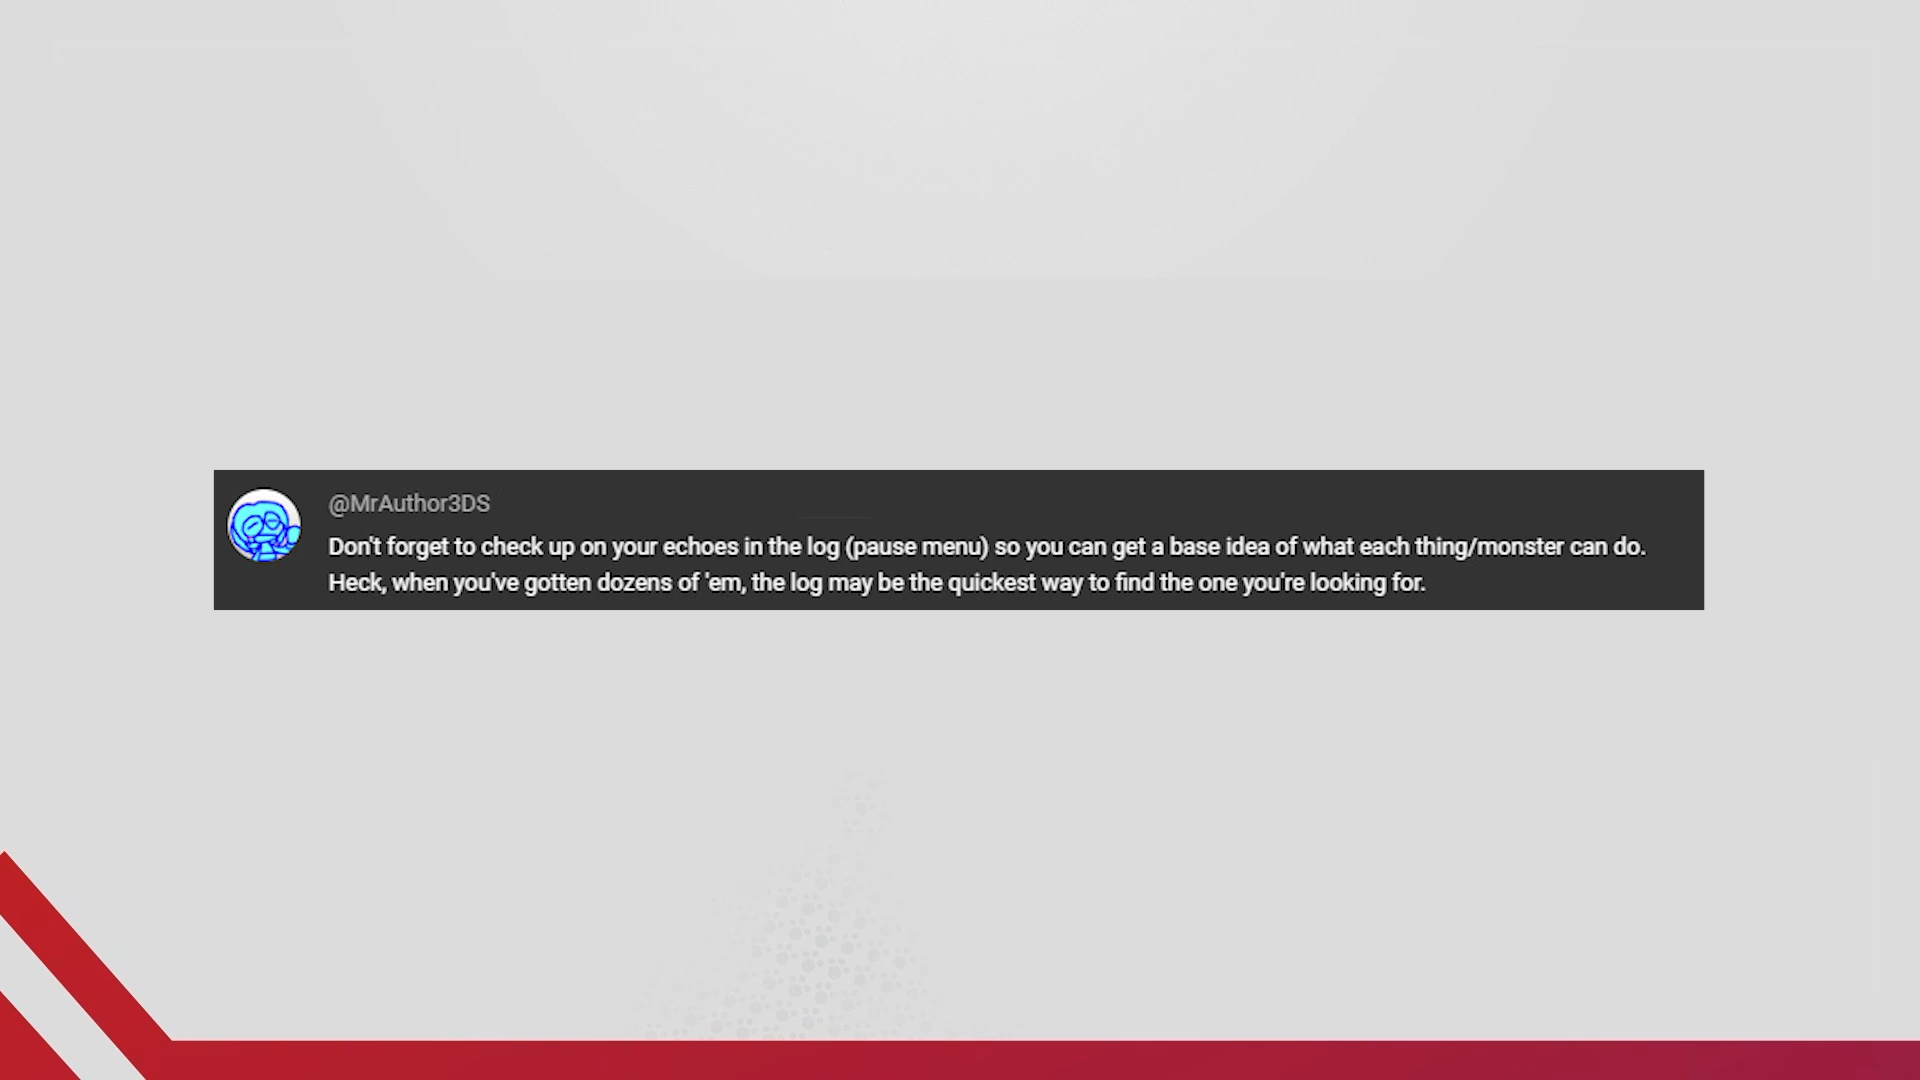 @MrAuthor3DS
Don't forget to check up on your echoes in the log (pause menu) so you can get a base idea of what each thing/monster can do.
Heck, when you've gotten dozens of 'em, the log may be the quickest way to find the one you're looking for.